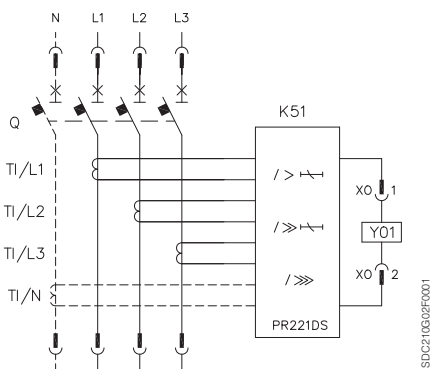 N L1 L2 L3
K51
Q
TI/L1
/ >
X0 1
TI/L2
/ >>
Y01
TI/L3
X0 2
/ >>>
TI/N
PR221DS
SDC210G02F0001